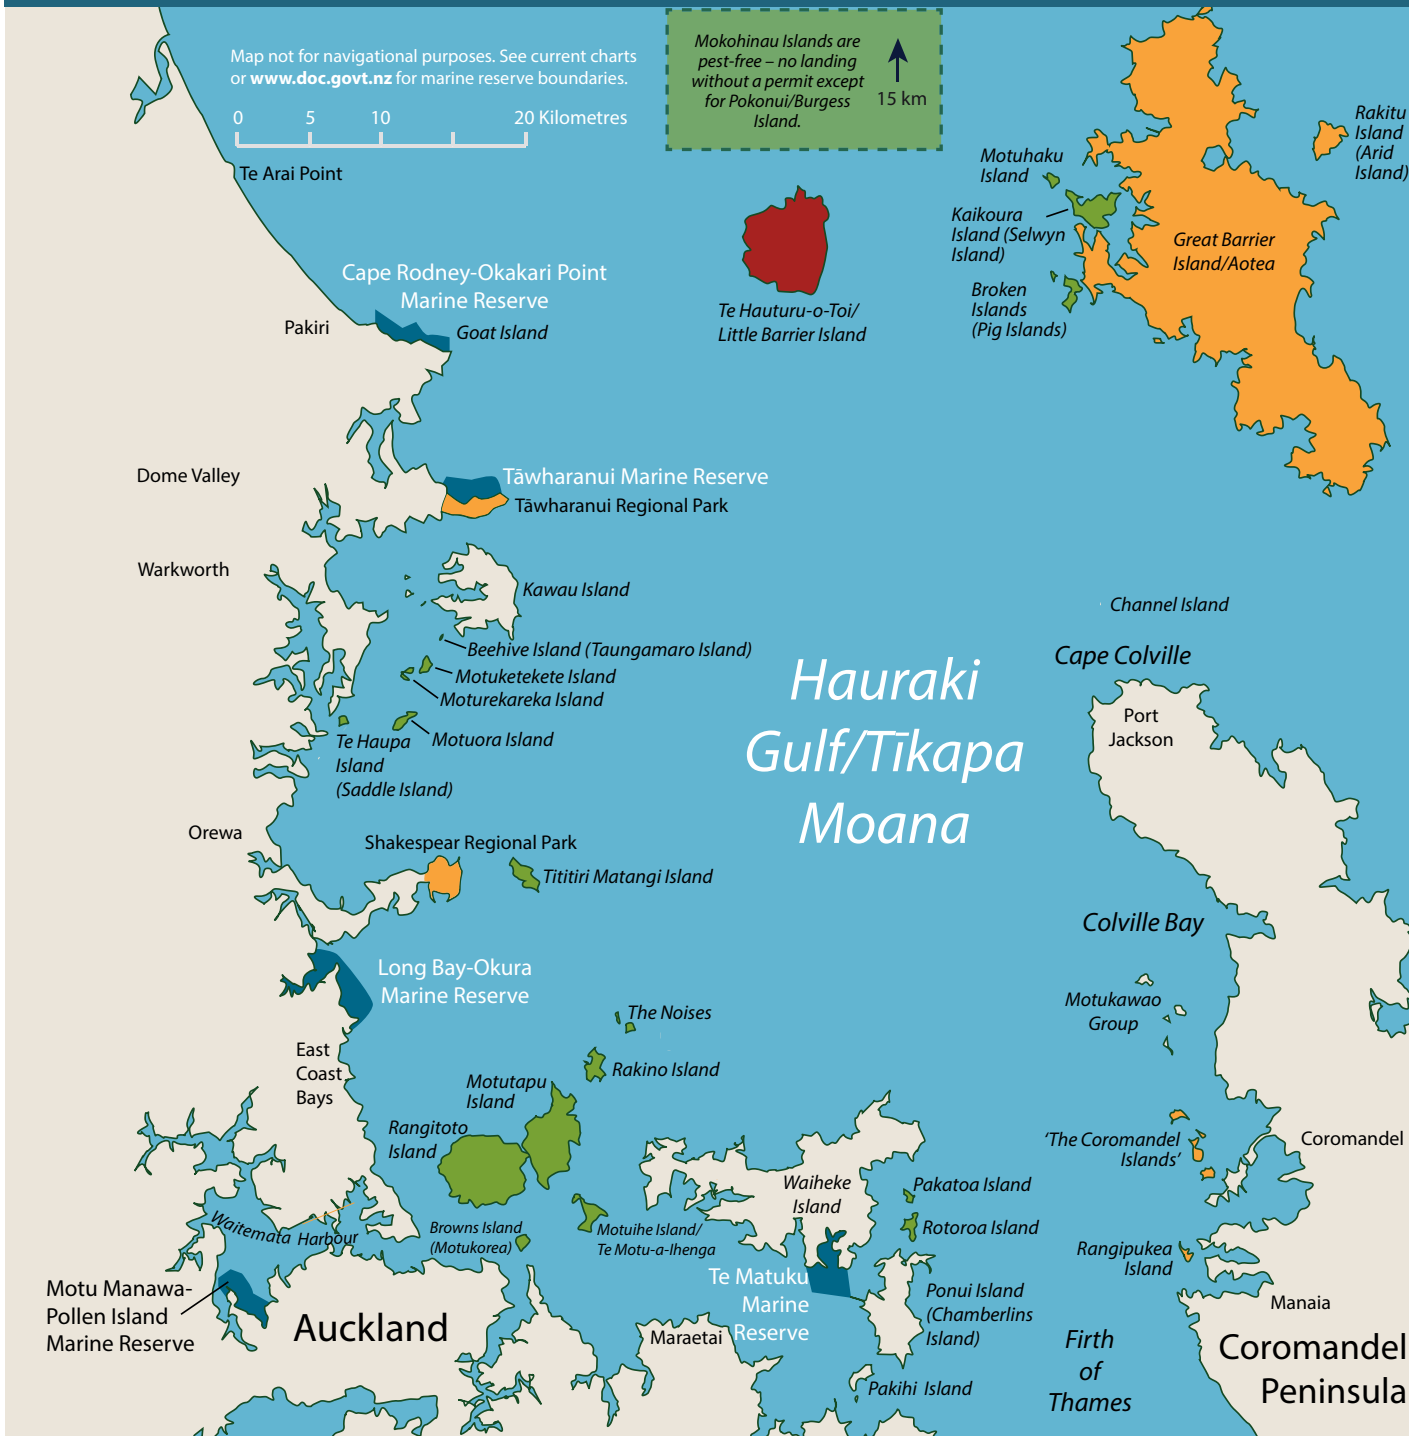 Map not for navigational purposes. See current charts
or www.doc.govt.nz for marine reserve boundaries.
0 5 10 20 Kilometres
Mokohinau Islands are
pest-free – no landing
without a permit except
for Pokonui/Burgess
Island.
15 km
Rakitu
Island
(Arid
Island)
Motuhaku
Island
Kaikoura
Island (Selwyn
Island)
Great Barrier
Island/Aotea
Broken
Islands
(Pig Islands)
Te Arai Point
Cape Rodney-Okakari Point
Marine Reserve
Pakiri
Goat Island
Te Hauturu-o-Toi/
Little Barrier Island
Dome Valley
Tāwharanui Marine Reserve
Tāwharanui Regional Park
Warkworth
Kawau Island
Channel Island
Beehive Island (Taungamaro Island)
Motuketekete Island
Moturekareka Island
Motuora Island
Te Haupa
Island
(Saddle Island)
Hauraki
Gulf/Tīkapa
Moana
Cape Colville
Port
Jackson
Orewa
Shakespear Regional Park
Tititiri Matangi Island
Colville Bay
Long Bay-Okura
Marine Reserve
Motukawao
Group
The Noises
East
Coast
Bays
Rakino Island
Motutapu
Island
Rangitoto
Island
'The Coromandel
Islands'
Coromandel
Waiheke
Island
Pakatoa Island
Rotoroa Island
Waitemata Harbour
Browns Island
(Motukorea)
Motuihe Island/
Te Motu-a-Ihenga
Rangipukea
Island
Te Matuku
Marine
Reserve
Ponui Island
(Chamberlins
Island)
Manaia
Motu Manawa-
Pollen Island
Marine Reserve
Auckland
Maraetai
Pakihi Island
Firth
of
Thames
Coromandel
Peninsula